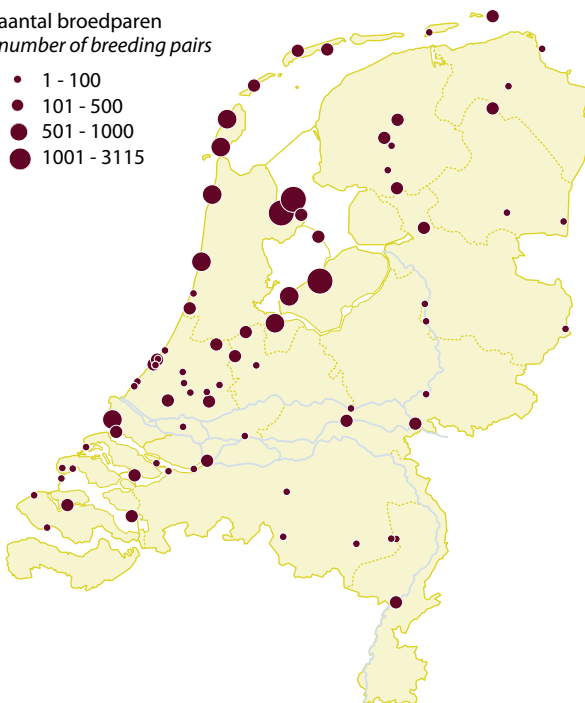 aantal broedparen
number of breeding pairs
1 - 100
101 - 500
501 - 1000
1001 - 3115